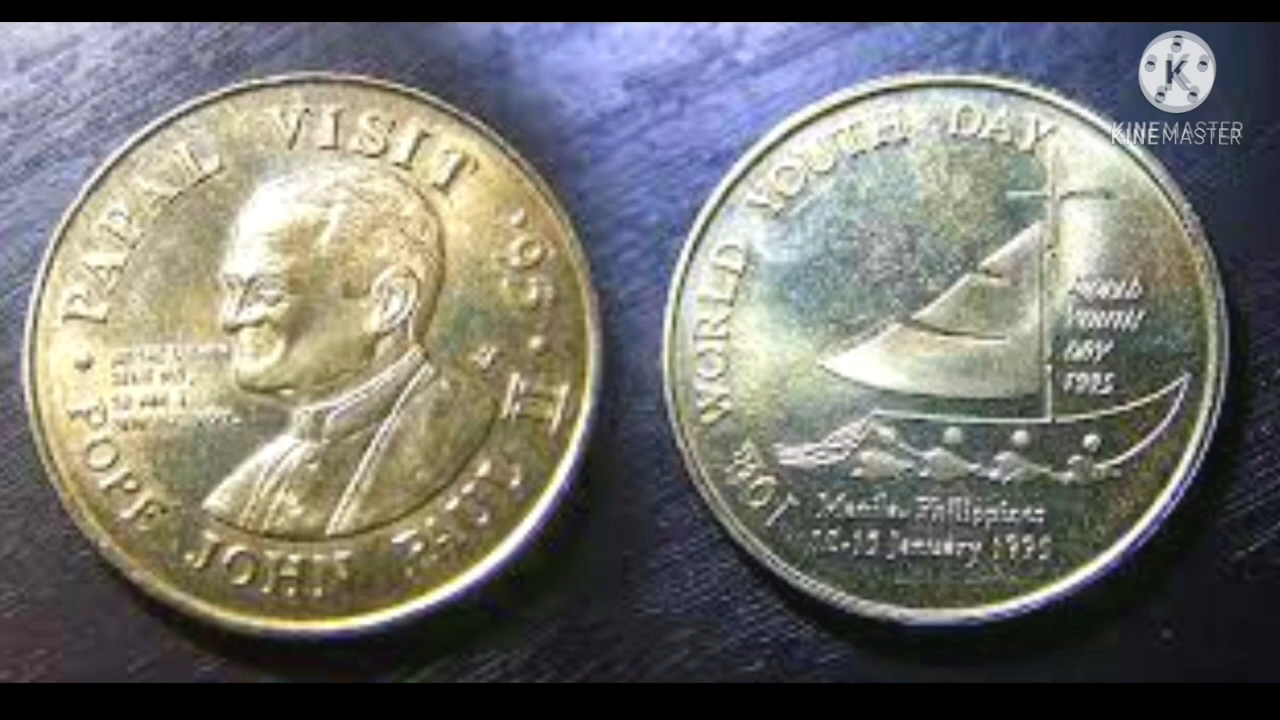 PAPAL VISIT '95
POPE JOHN PAUL II
10th WORLD YOUTH DAY
WORLD
YOUTH
DAY
1995
Manila, Philippines
January 1995
K
KINEMASTER